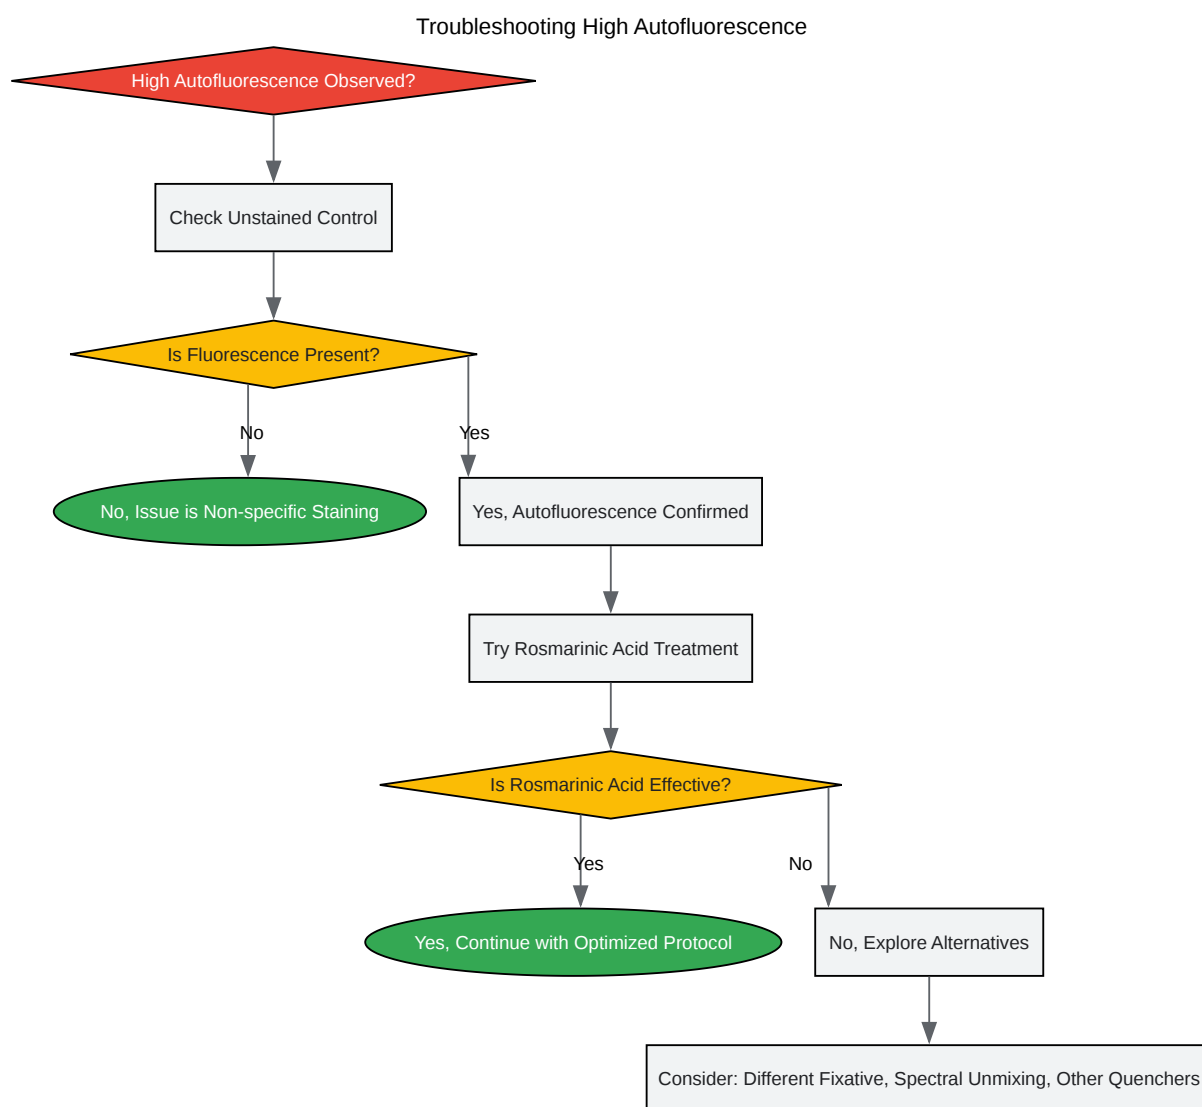 Troubleshooting High Autofluorescence
High Autofluorescence Observed?
Check Unstained Control
Is Fluorescence Present?
No
Yes
No, Issue is Non-specific Staining
Yes, Autofluorescence Confirmed
Try Rosmarinic Acid Treatment
Is Rosmarinic Acid Effective?
Yes
No
Yes, Continue with Optimized Protocol
No, Explore Alternatives
Consider: Different Fixative, Spectral Unmixing, Other Quenchers